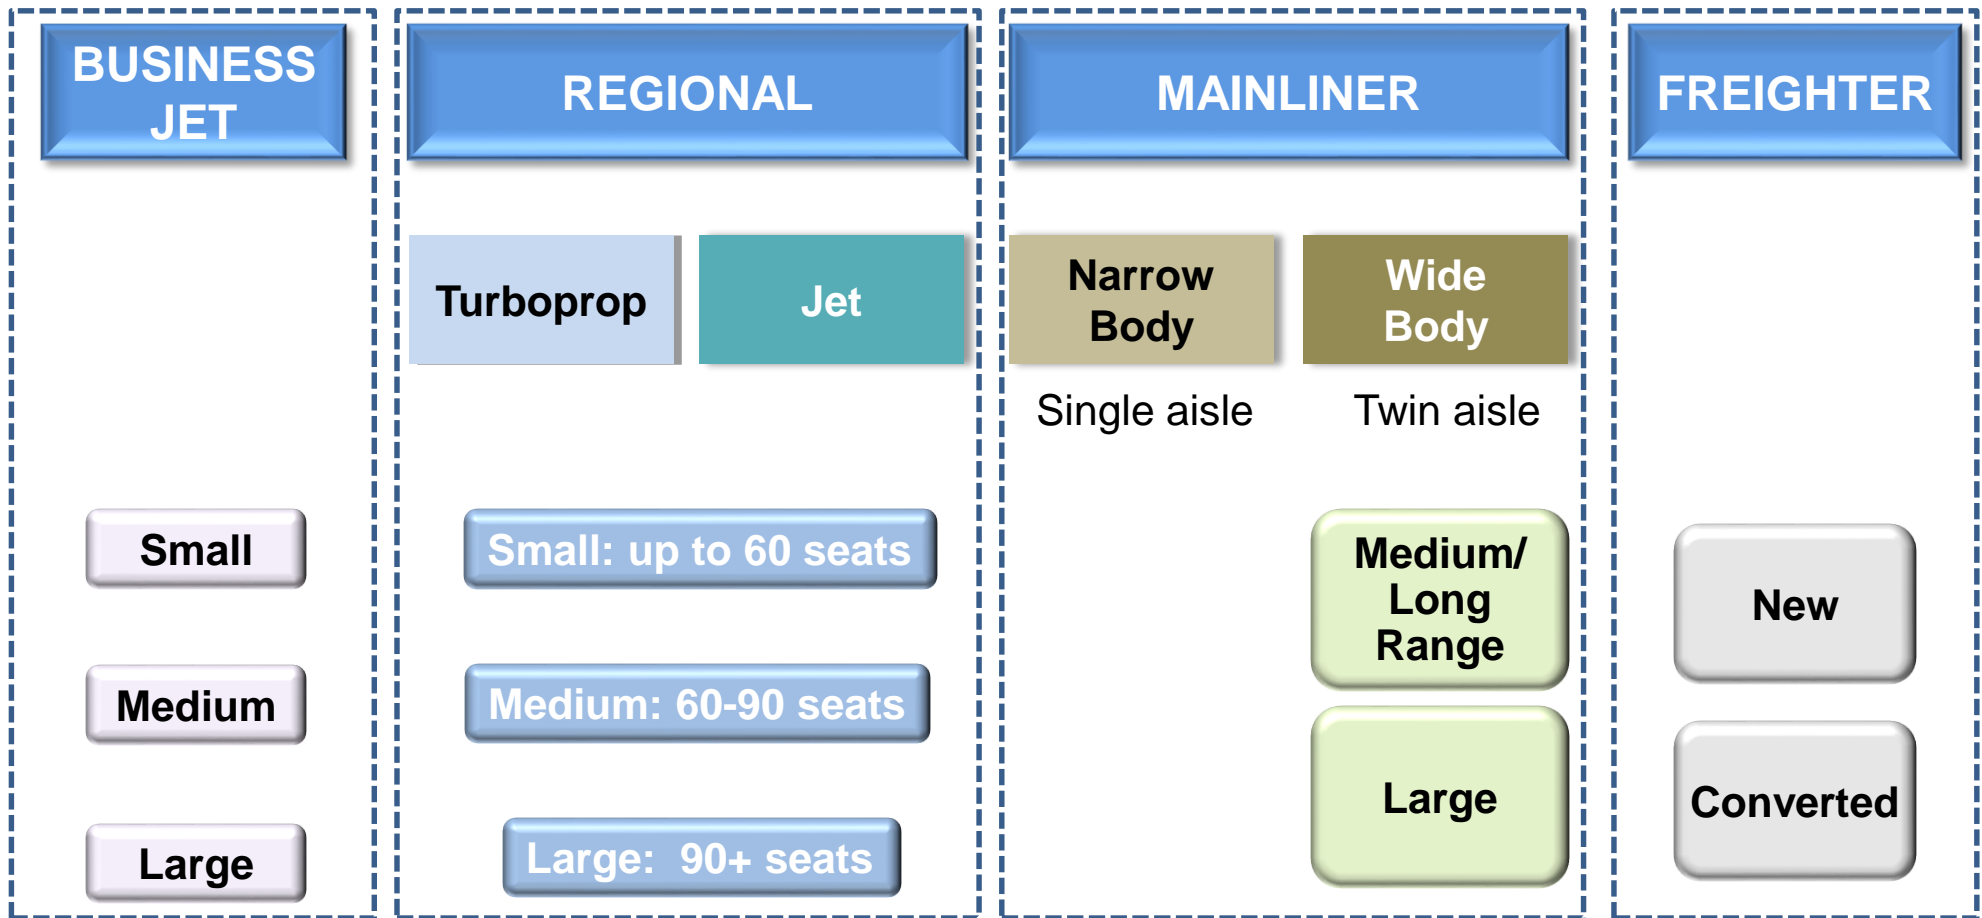 BUSINESS
JET
REGIONAL
MAINLINER
FREIGHTER
Turboprop
Jet
Narrow
Body
Wide
Body
Single aisle
Twin aisle
Small
Medium
Large
Small: up to 60 seats
Medium: 60-90 seats
Large:  90+ seats
Medium/
Long
Range
Large
New
Converted